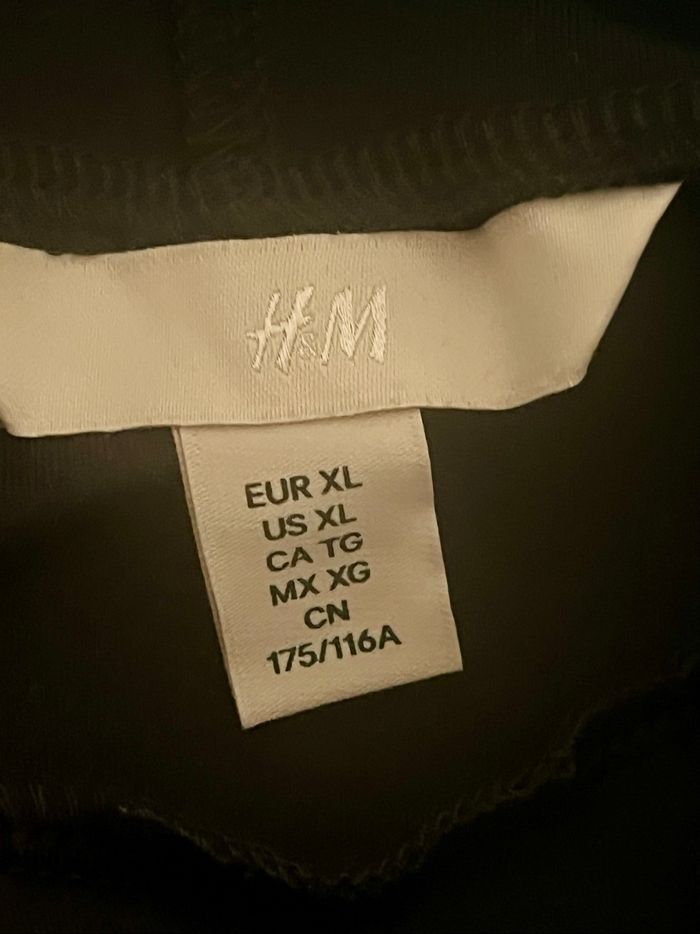 H&M
EUR XL
US XL
CA TG
MX XG
CN
175/116A